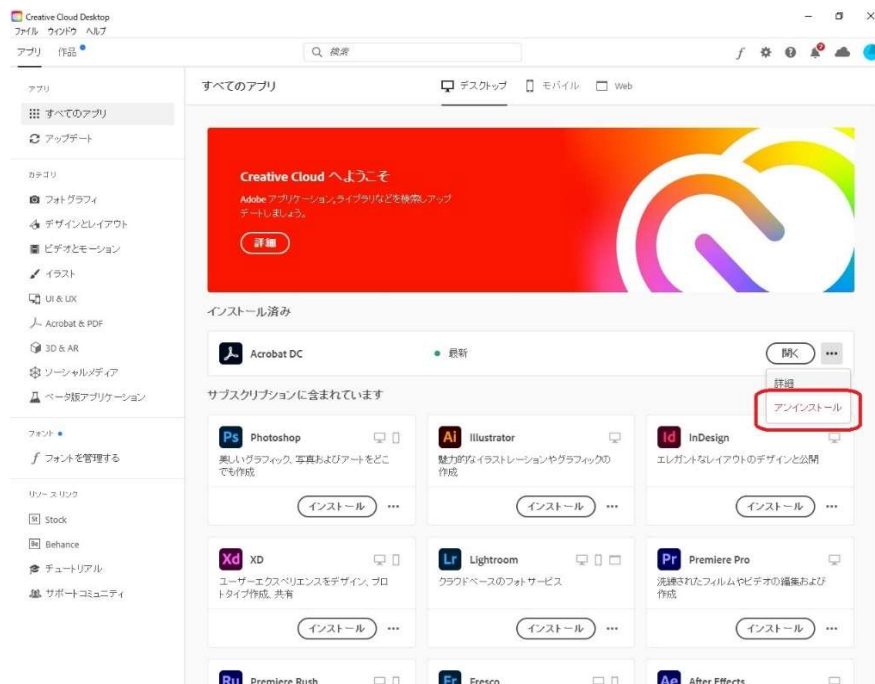 Creative Cloud Desktop
ファイル ウィンドウ ヘルプ
アプリ 作品
検索
7
アプリ
すべてのアプリ
アップデート
カテゴリ
フォトグラフィ
デザインとレイアウト
ビデオとモーション
イラスト
UI & UX
Acrobat & PDF
3D & AR
ソーシャルメディア
ベータ版アプリケーション
フォント
フォントを管理する
リソース リンク
St Stock
Be Behance
チュートリアル
サポートコミュニティ
すべてのアプリ
デスクトップ モバイル Web
Creative Cloud へようこそ
Adobe アプリケーション,ライブラリなどを検索,アップ
デートしましょう。
詳細
インストール済み
Acrobat DC 最新 開く
詳細
アンインストール
サブスクリプションに含まれています
Ps Photoshop
美しいグラフィック、写真およびアートをどこ
でも作成
インストール
Ai Illustrator
魅力的なイラストレーションやグラフィックの
作成
インストール
Id InDesign
エレガントなレイアウトのデザインと公開
インストール
Xd XD
ユーザーエクスペリエンスをデザイン、プロ
トタイプ作成、共有
インストール
Lr Lightroom
クラウドベースのフォトサービス
インストール
Pr Premiere Pro
洗練されたフィルムやビデオの編集および
作成
インストール
Ru Premiere Rush
Fr Fresco
Ae After Effects